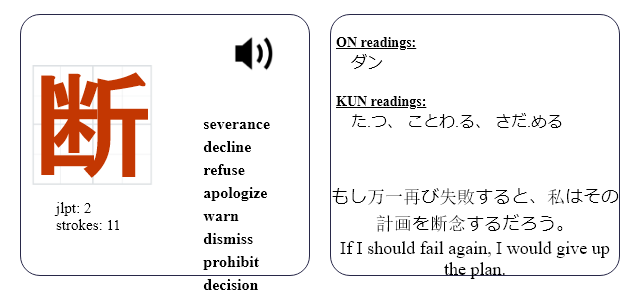 断
severance
decline
refuse
apologize
warn
dismiss
prohibit
decision
jlpt: 2
strokes: 11
ON readings:
ダン
KUN readings:
た.つ、 ことわ.る、 さだ.める
もし万一再び失敗すると、私はその
計画を断念するだろう。
If I should fail again, I would give up
the plan.